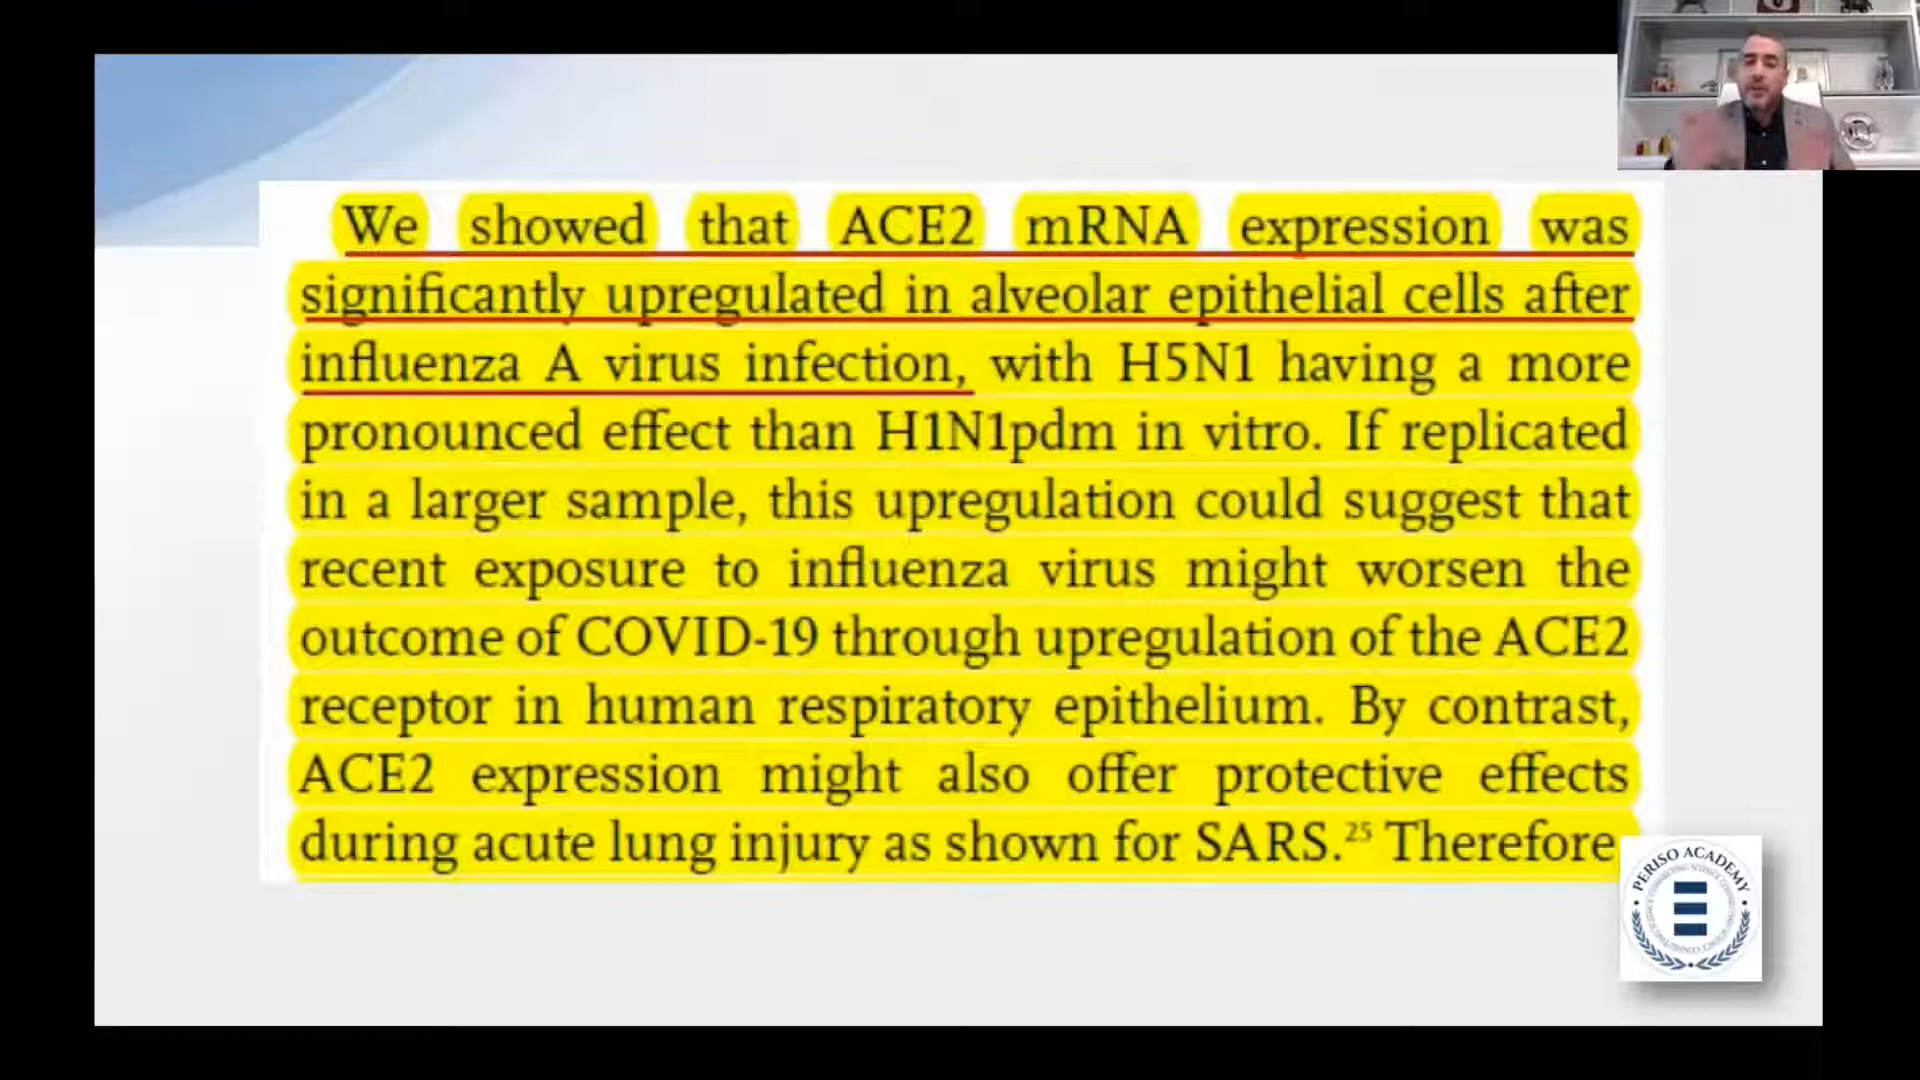 We showed that ACE2 mRNA expression was
significantly upregulated in alveolar epithelial cells after
influenza A virus infection, with H5N1 having a more
pronounced effect than H1N1pdm in vitro. If replicated
in a larger sample, this upregulation could suggest that
recent exposure to influenza virus might worsen the
outcome of COVID-19 through upregulation of the ACE2
receptor in human respiratory epithelium. By contrast,
ACE2 expression might also offer protective effects
during acute lung injury as shown for SARS.²⁵ Therefore
PERISO ACADEMY